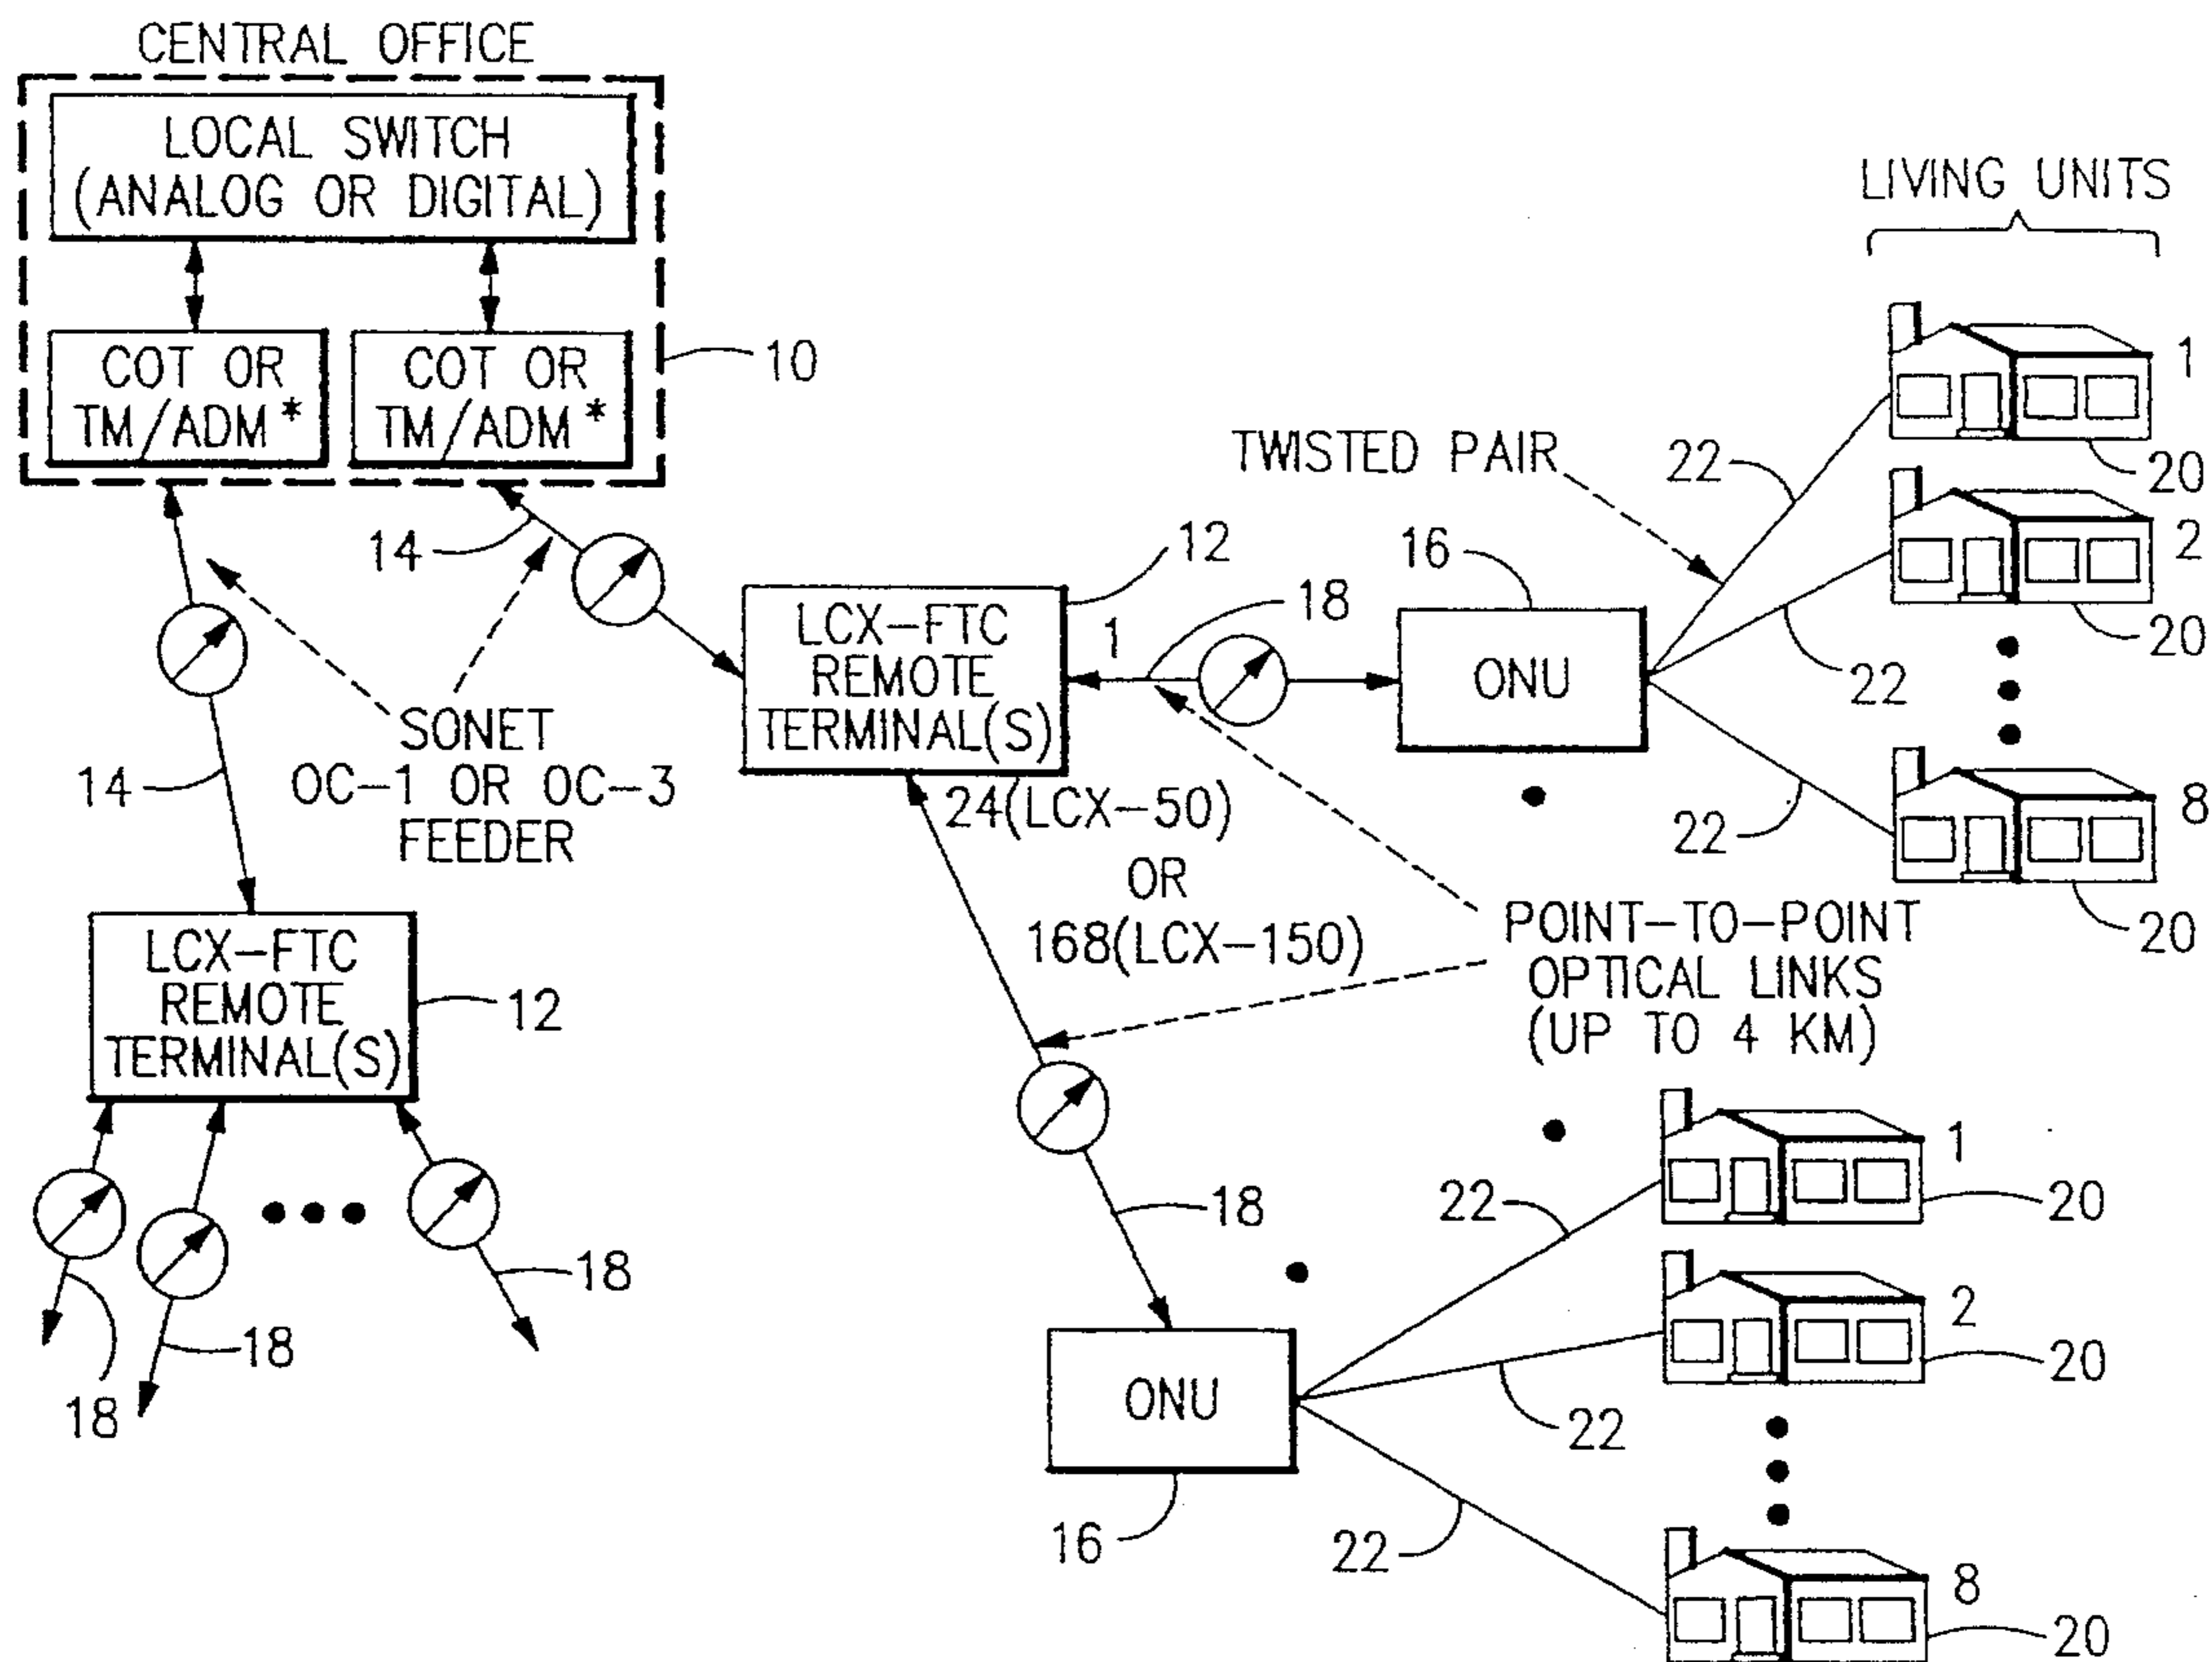 CENTRAL OFFICE
LOCAL SWITCH
(ANALOG OR DIGITAL)
COT OR
TM/ADM*
COT OR
TM/ADM*
10
LIVING UNITS
1
20
2
20
8
20
TWISTED PAIR
22
22
22
14
12
16
18
1
LCX-FTC
REMOTE
TERMINAL(S)
ONU
SONET
OC-1 OR OC-3
FEEDER
14
24(LCX-50)
OR
168(LCX-150)
POINT-TO-POINT
OPTICAL LINKS
(UP TO 4 KM)
LCX-FTC
REMOTE
TERMINAL(S)
12
18
18
18
18
ONU
16
22
22
22
1
20
2
20
8
20